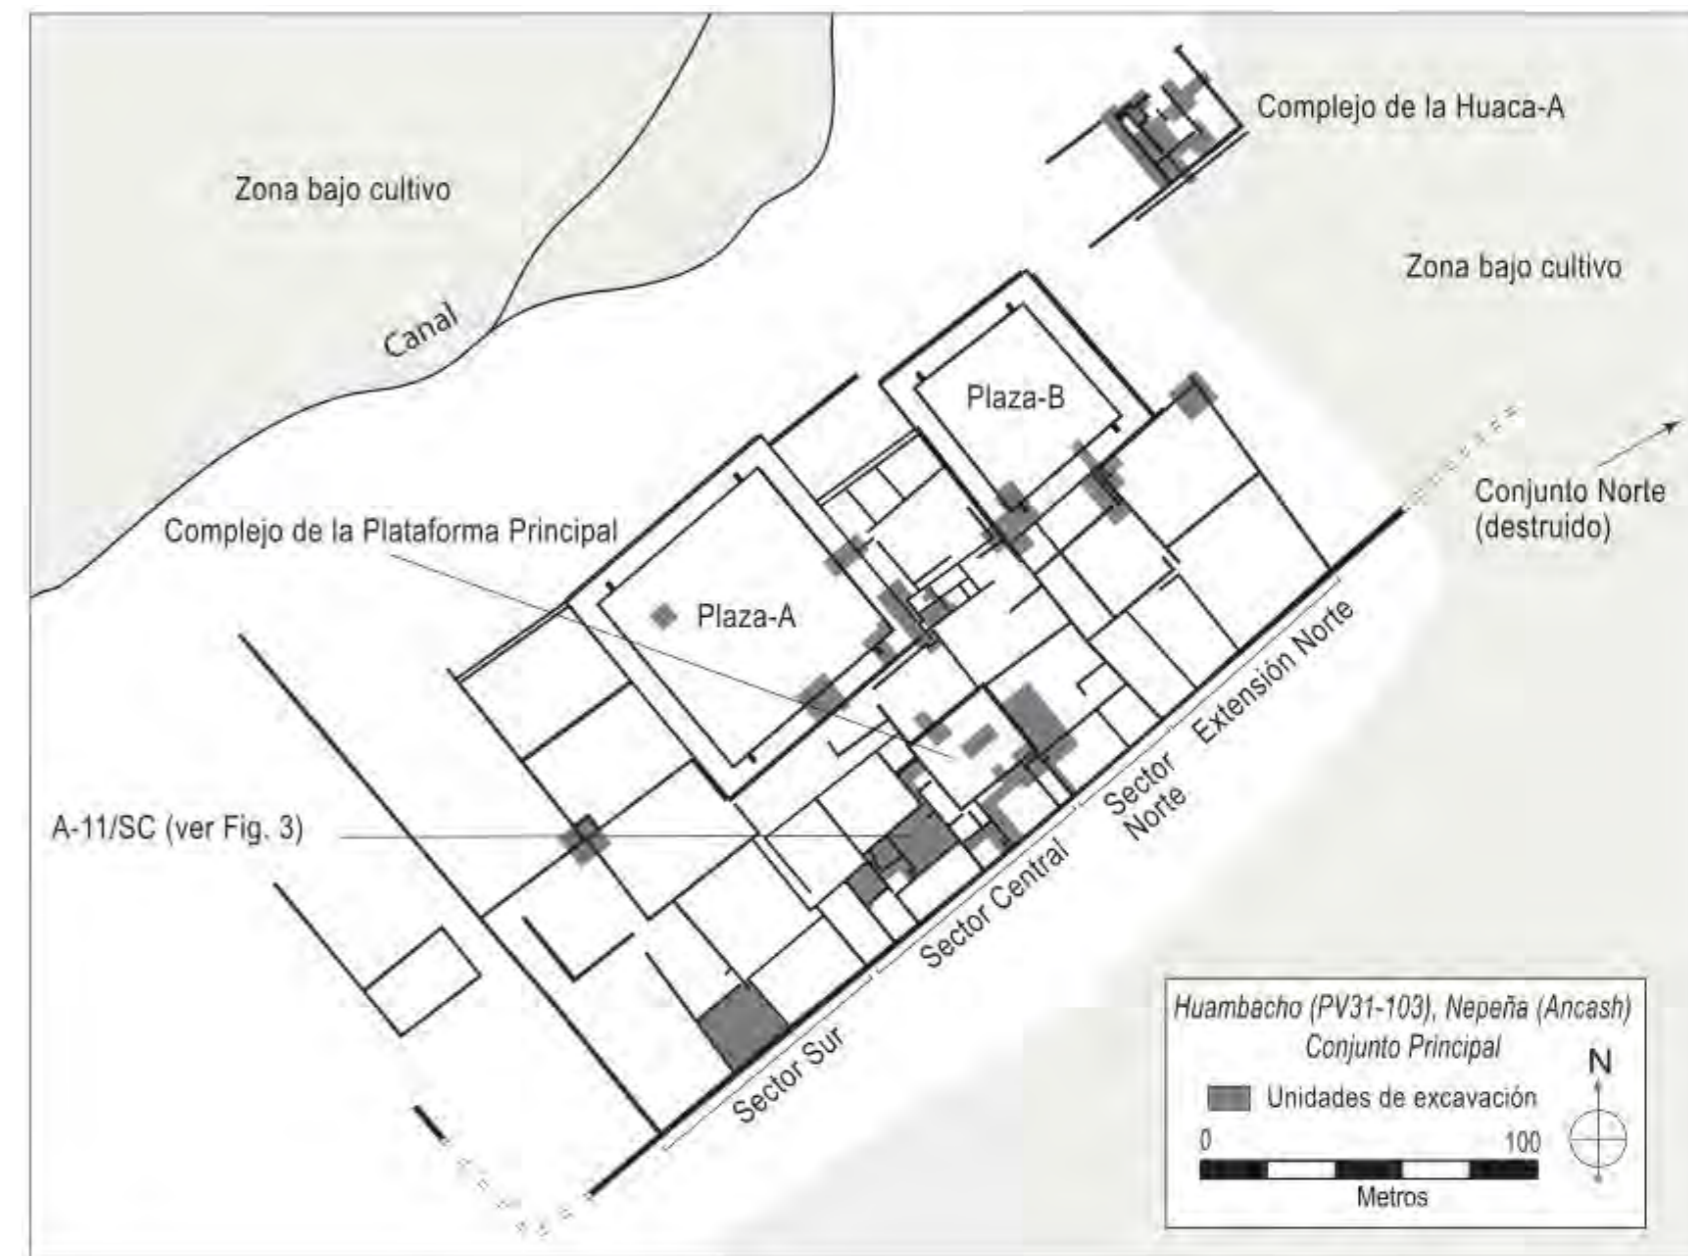 Complejo de la Huaca-A
Zona bajo cultivo
Zona bajo cultivo
Canal
Plaza-B
Conjunto Norte
(destruido)
Complejo de la Plataforma Principal
Plaza-A
Extensión Norte
Sector
Norte
A-11/SC (ver Fig. 3)
Sector Central
Sector Sur
Huambacho (PV31-103), Nepeña (Ancash)
Conjunto Principal
N
Unidades de excavación
0 100
Metros